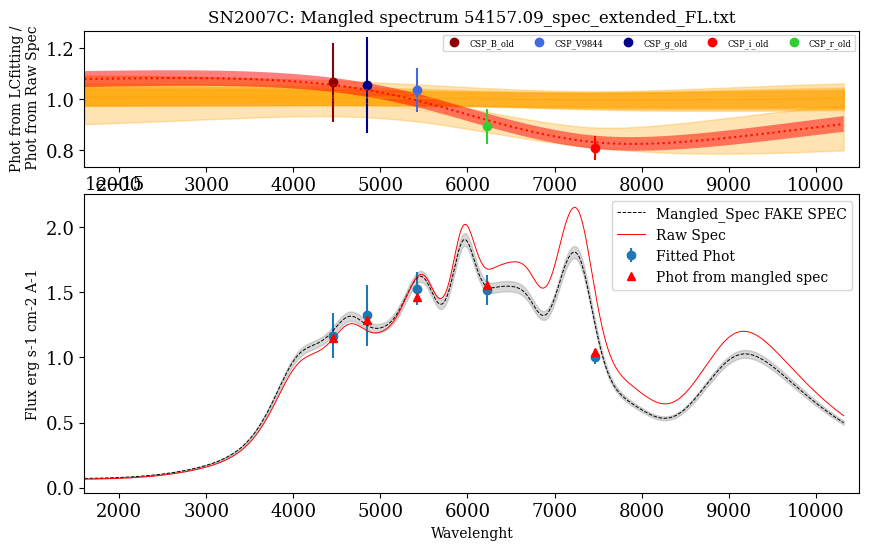 SN2007C: Mangled spectrum 54157.09_spec_extended_FL.txt
Phot from LCfitting /
Phot from Raw Spec
1.2
1.0
0.8
CSP_B_old
CSP_V9844
CSP_g_old
CSP_i_old
CSP_r_old
2000 3000 4000 5000 6000 7000 8000 9000 10000
1e−15
Flux erg s-1 cm-2 A-1
2.0
1.5
1.0
0.5
0.0
Mangled_Spec FAKE SPEC
Raw Spec
Fitted Phot
Phot from mangled spec
2000 3000 4000 5000 6000 7000 8000 9000 10000
Wavelenght